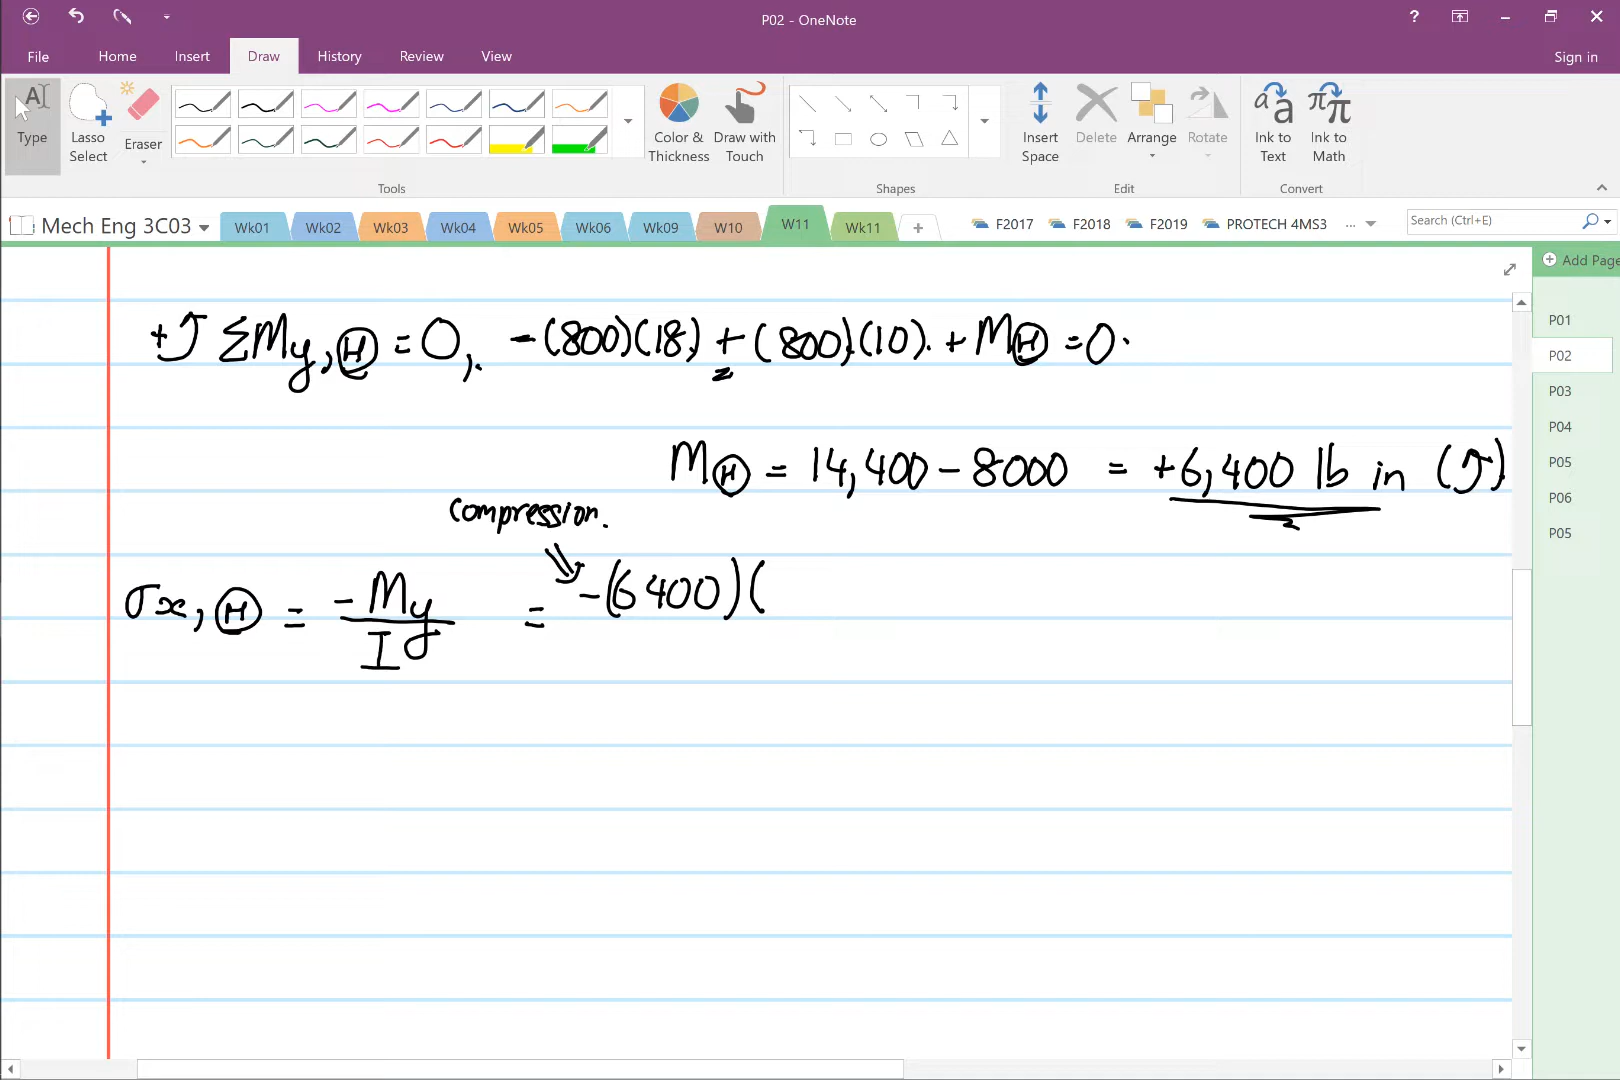 P02 - OneNote
?
File Home Insert Draw History Review View Sign in
Type Lasso Select Eraser Color & Thickness Draw with Touch Insert Space Delete Arrange Rotate Ink to Text Ink to Math
Tools Shapes Edit Convert
Mech Eng 3C03 Wk01 Wk02 Wk03 Wk04 Wk05 Wk06 Wk09 W10 W11 Wk11 + F2017 F2018 F2019 PROTECH 4MS3 ... Search (Ctrl+E)
Add Page
P01
P02
P03
P04
P05
P06
P05
+↺ ΣMy,Ⓗ = 0, -(800)(18) + (800)(10) + MⒽ = 0.
MⒽ = 14,400 - 8000 = +6,400 lb in (↺)
compression.
σx,Ⓗ = -My/I = -(6400)(